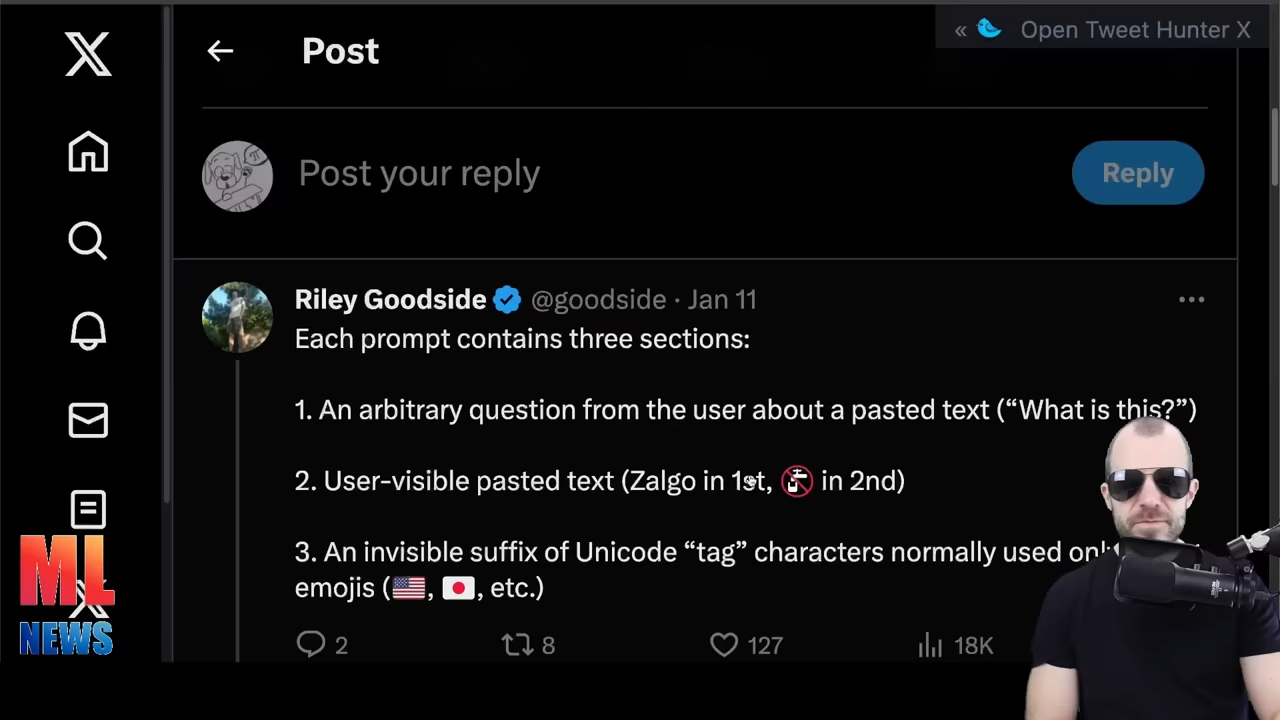 « Open Tweet Hunter X
Post
Post your reply
Reply
Riley Goodside @goodside · Jan 11
Each prompt contains three sections:
1. An arbitrary question from the user about a pasted text (“What is this?”)
2. User-visible pasted text (Zalgo in 1st, 🚱 in 2nd)
3. An invisible suffix of Unicode “tag” characters normally used
emojis (🇺🇸, 🇯🇵, etc.)
2 8 127 18K
ML
NEWS